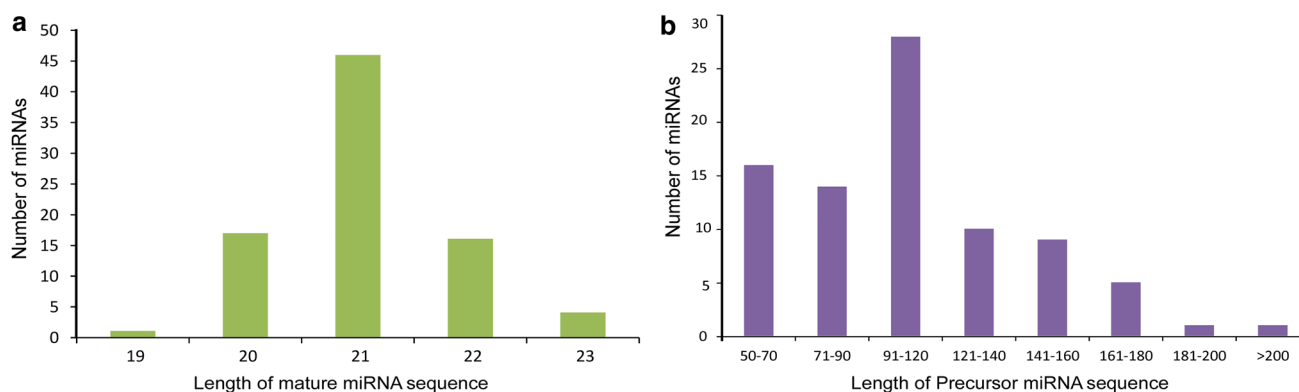 a
50
45
40
35
30
25
20
15
10
5
0
Number of miRNAs
19 20 21 22 23
Length of mature miRNA sequence
b
30
25
20
15
10
5
0
Number of miRNAs
50-70 71-90 91-120 121-140 141-160 161-180 181-200 >200
Length of Precursor miRNA sequence